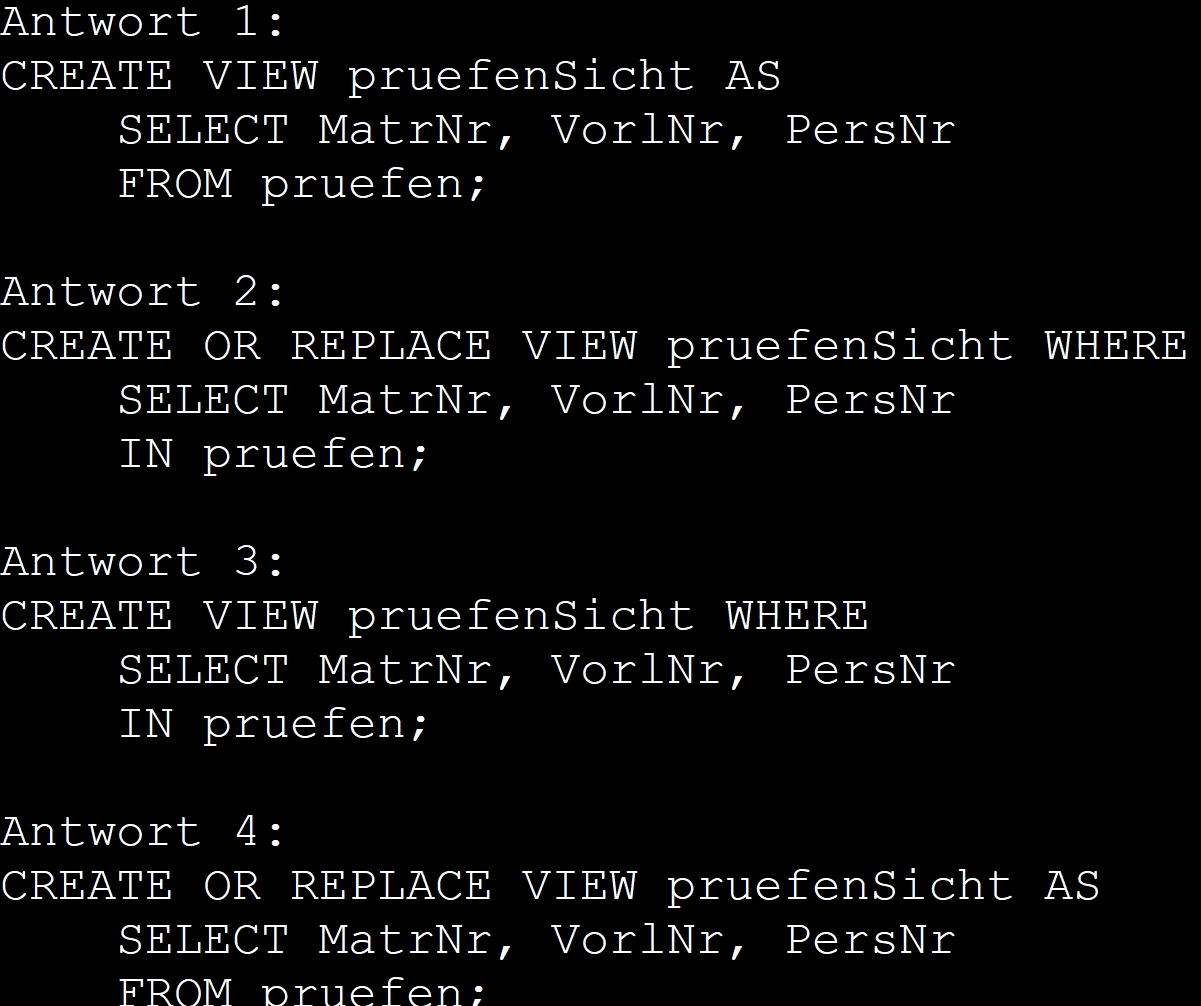 Antwort 1:
CREATE VIEW pruefenSicht AS
SELECT MatrNr, VorlNr, PersNr
FROM pruefen;
Antwort 2:
CREATE OR REPLACE VIEW pruefenSicht WHERE
SELECT MatrNr, VorlNr, PersNr
IN pruefen;
Antwort 3:
CREATE VIEW pruefenSicht WHERE
SELECT MatrNr, VorlNr, PersNr
IN pruefen;
Antwort 4:
CREATE OR REPLACE VIEW pruefenSicht AS
SELECT MatrNr, VorlNr, PersNr
FROM pruefen;